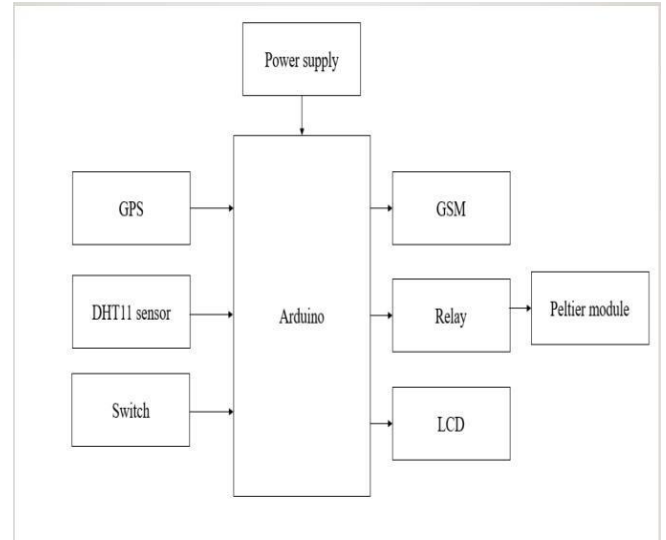 Power supply
GPS
GSM
DHT11 sensor
Arduino
Relay
Peltier module
Switch
LCD